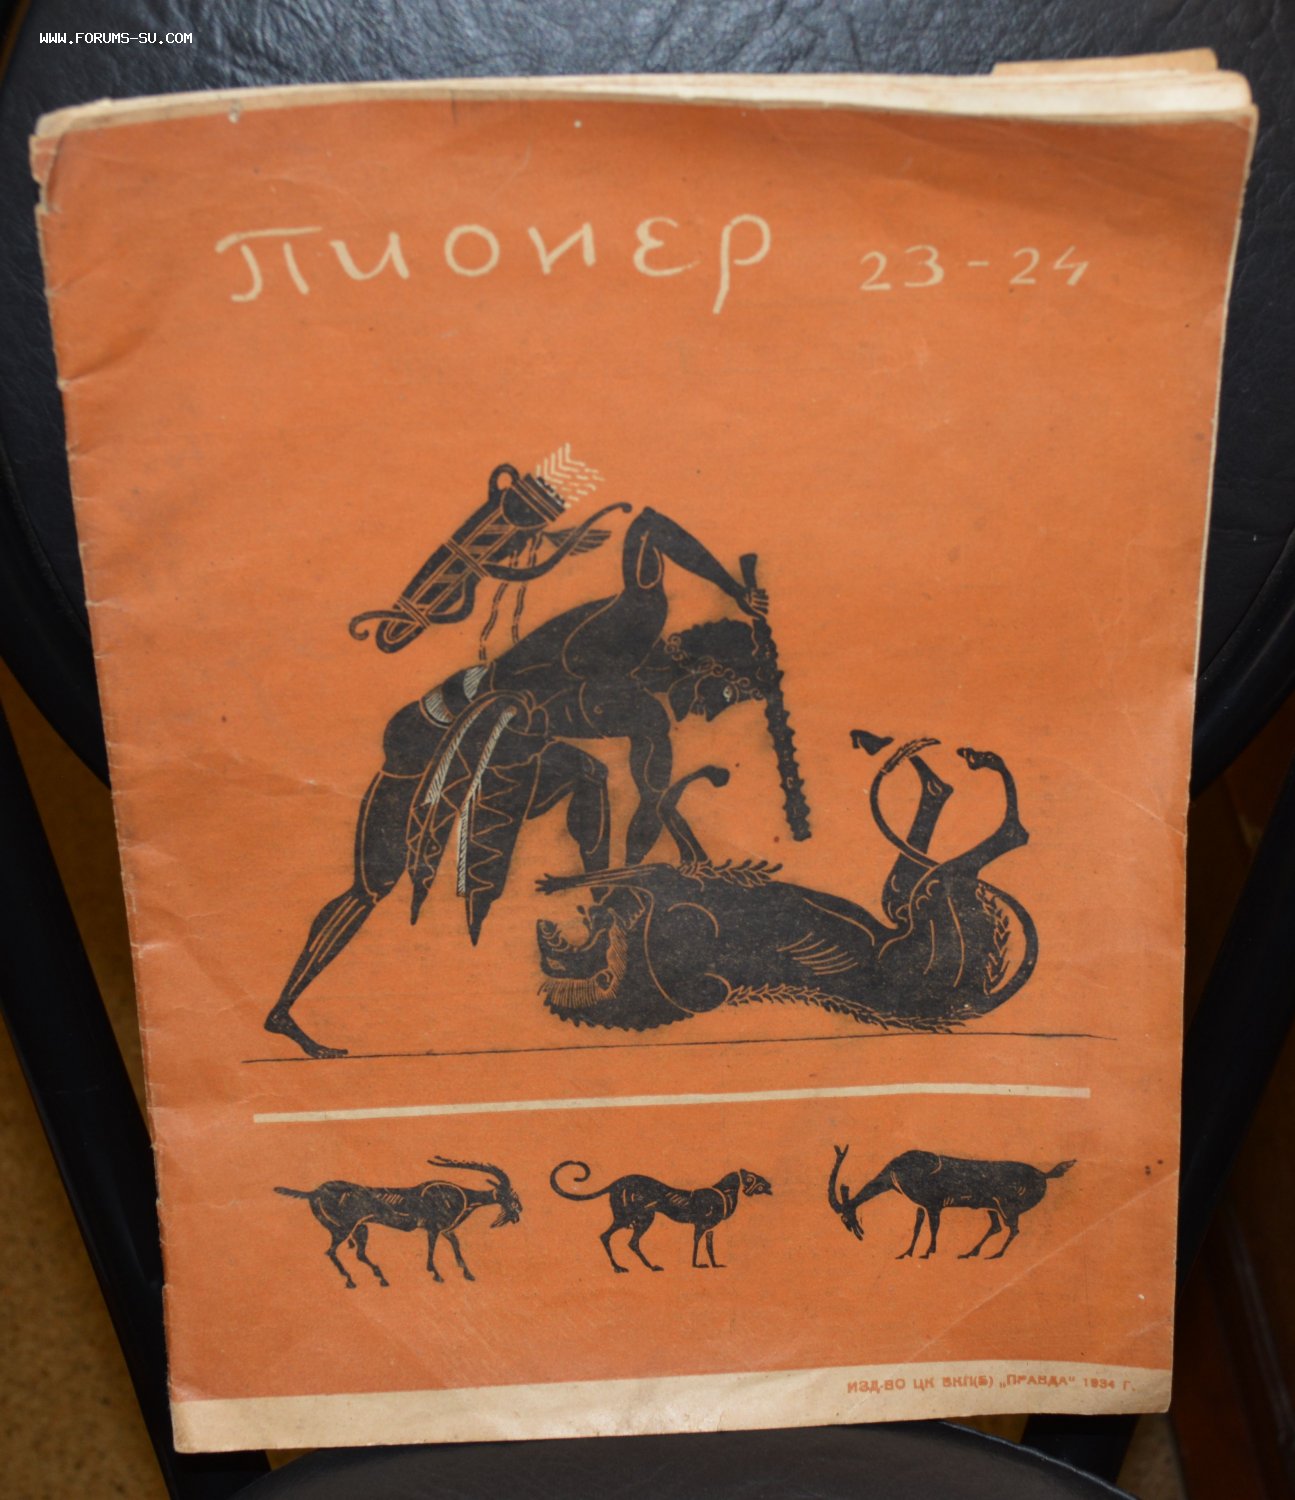 WWW.FORUMS-SU.COM
пионер 23-24
ИЗД-ВО ЦК ВКП(Б) „ПРАВДА" 1934 Г.